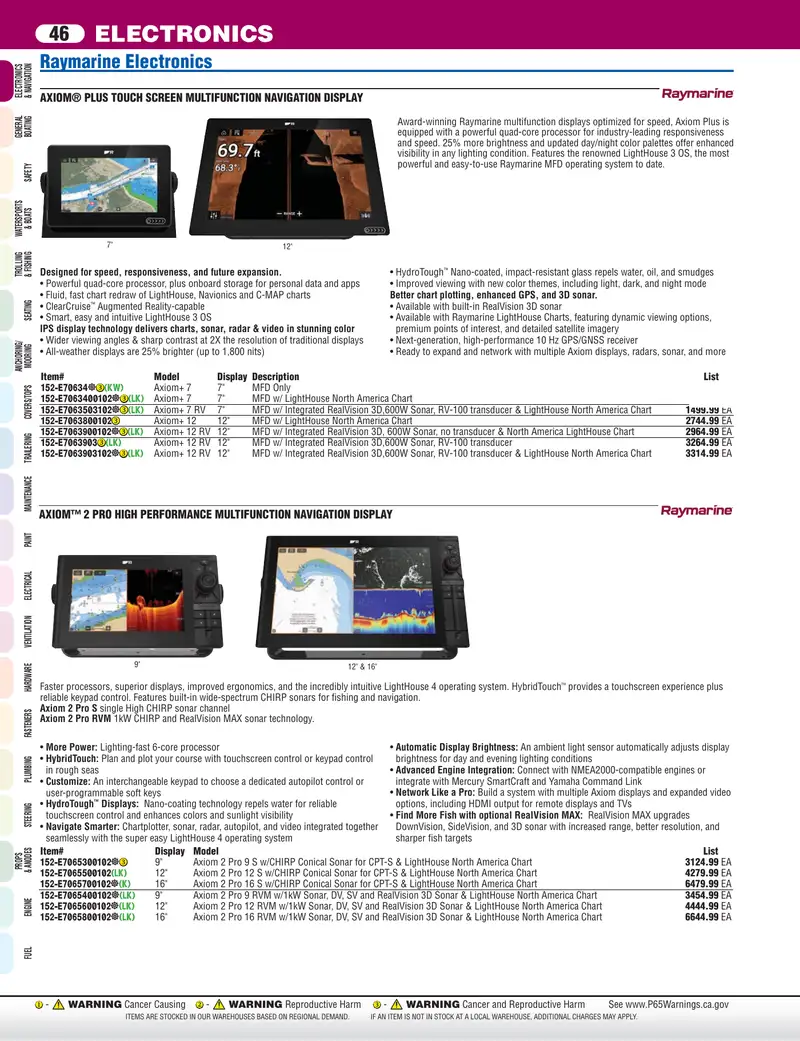 46 ELECTRONICS
Raymarine Electronics
AXIOM® PLUS TOUCH SCREEN MULTIFUNCTION NAVIGATION DISPLAY
Raymarine
Award-winning Raymarine multifunction displays optimized for speed, Axiom Plus is
equipped with a powerful quad-core processor for industry-leading responsiveness
and speed. 25% more brightness and updated day/night color palettes offer enhanced
visibility in any lighting condition. Features the renowned LightHouse 3 OS, the most
powerful and easy-to-use Raymarine MFD operating system to date.
69.7 ft
68.3°
RANGE
7"
12"
Designed for speed, responsiveness, and future expansion.
• Powerful quad-core processor, plus onboard storage for personal data and apps
• Fluid, fast chart redraw of LightHouse, Navionics and C-MAP charts
• ClearCruise™ Augmented Reality-capable
• Smart, easy and intuitive LightHouse 3 OS
IPS display technology delivers charts, sonar, radar & video in stunning color
• Wider viewing angles & sharp contrast at 2X the resolution of traditional displays
• All-weather displays are 25% brighter (up to 1,800 nits)
• HydroTough™ Nano-coated, impact-resistant glass repels water, oil, and smudges
• Improved viewing with new color themes, including light, dark, and night mode
Better chart plotting, enhanced GPS, and 3D sonar.
• Available with built-in RealVision 3D sonar
• Available with Raymarine LightHouse Charts, featuring dynamic viewing options,
premium points of interest, and detailed satellite imagery
• Next-generation, high-performance 10 Hz GPS/GNSS receiver
• Ready to expand and network with multiple Axiom displays, radars, sonar, and more
Item# Model Display Description List
152-E70634 3 (KW) Axiom+ 7 7" MFD Only
152-E7063400102 3 (LK) Axiom+ 7 7" MFD w/ LightHouse North America Chart
152-E7063503102 3 (LK) Axiom+ 7 RV 7" MFD w/ Integrated RealVision 3D,600W Sonar, RV-100 transducer & LightHouse North America Chart 1499.99 EA
152-E7063800102 3 Axiom+ 12 12" MFD w/ LightHouse North America Chart 2744.99 EA
152-E7063900102 3 (LK) Axiom+ 12 RV 12" MFD w/ Integrated RealVision 3D, 600W Sonar, no transducer & North America LightHouse Chart 2964.99 EA
152-E7063903 3 (LK) Axiom+ 12 RV 12" MFD w/ Integrated RealVision 3D,600W Sonar, RV-100 transducer 3264.99 EA
152-E7063903102 3 (LK) Axiom+ 12 RV 12" MFD w/ Integrated RealVision 3D,600W Sonar, RV-100 transducer & LightHouse North America Chart 3314.99 EA
AXIOM™ 2 PRO HIGH PERFORMANCE MULTIFUNCTION NAVIGATION DISPLAY
Raymarine
9"
12" & 16"
Faster processors, superior displays, improved ergonomics, and the incredibly intuitive LightHouse 4 operating system. HybridTouch™ provides a touchscreen experience plus
reliable keypad control. Features built-in wide-spectrum CHIRP sonars for fishing and navigation.
Axiom 2 Pro S single High CHIRP sonar channel
Axiom 2 Pro RVM 1kW CHIRP and RealVision MAX sonar technology.
• More Power: Lighting-fast 6-core processor
• HybridTouch: Plan and plot your course with touchscreen control or keypad control
in rough seas
• Customize: An interchangeable keypad to choose a dedicated autopilot control or
user-programmable soft keys
• HydroTough™ Displays: Nano-coating technology repels water for reliable
touchscreen control and enhances colors and sunlight visibility
• Navigate Smarter: Chartplotter, sonar, radar, autopilot, and video integrated together
seamlessly with the super easy LightHouse 4 operating system
• Automatic Display Brightness: An ambient light sensor automatically adjusts display
brightness for day and evening lighting conditions
• Advanced Engine Integration: Connect with NMEA2000-compatible engines or
integrate with Mercury SmartCraft and Yamaha Command Link
• Network Like a Pro: Build a system with multiple Axiom displays and expanded video
options, including HDMI output for remote displays and TVs
• Find More Fish with optional RealVision MAX: RealVision MAX upgrades
DownVision, SideVision, and 3D sonar with increased range, better resolution, and
sharper fish targets
Item# Display Model List
152-E7065300102 3 9" Axiom 2 Pro 9 S w/CHIRP Conical Sonar for CPT-S & LightHouse North America Chart 3124.99 EA
152-E7065500102(LK) 12" Axiom 2 Pro 12 S w/CHIRP Conical Sonar for CPT-S & LightHouse North America Chart 4279.99 EA
152-E7065700102 (K) 16" Axiom 2 Pro 16 S w/CHIRP Conical Sonar for CPT-S & LightHouse North America Chart 6479.99 EA
152-E7065400102 (LK) 9" Axiom 2 Pro 9 RVM w/1kW Sonar, DV, SV and RealVision 3D Sonar & LightHouse North America Chart 3454.99 EA
152-E7065600102 (LK) 12" Axiom 2 Pro 12 RVM w/1kW Sonar, DV, SV and RealVision 3D Sonar & LightHouse North America Chart 4444.99 EA
152-E7065800102 (LK) 16" Axiom 2 Pro 16 RVM w/1kW Sonar, DV, SV and RealVision 3D Sonar & LightHouse North America Chart 6644.99 EA
ELECTRONICS
& NAVIGATION
GENERAL
BOATING
SAFETY
WATERSPORTS
& BOATS
TROLLING
& FISHING
SEATING
ANCHORING/
MOORING
COVERS/TOPS
TRAILERING
MAINTENANCE
PAINT
ELECTRICAL
VENTILATION
HARDWARE
FASTENERS
PLUMBING
STEERING
PROPS
& ANODES
ENGINE
FUEL
1 - WARNING Cancer Causing 2 - WARNING Reproductive Harm 3 - WARNING Cancer and Reproductive Harm See www.P65Warnings.ca.gov
ITEMS ARE STOCKED IN OUR WAREHOUSES BASED ON REGIONAL DEMAND. IF AN ITEM IS NOT IN STOCK AT A LOCAL WAREHOUSE, ADDITIONAL CHARGES MAY APPLY.